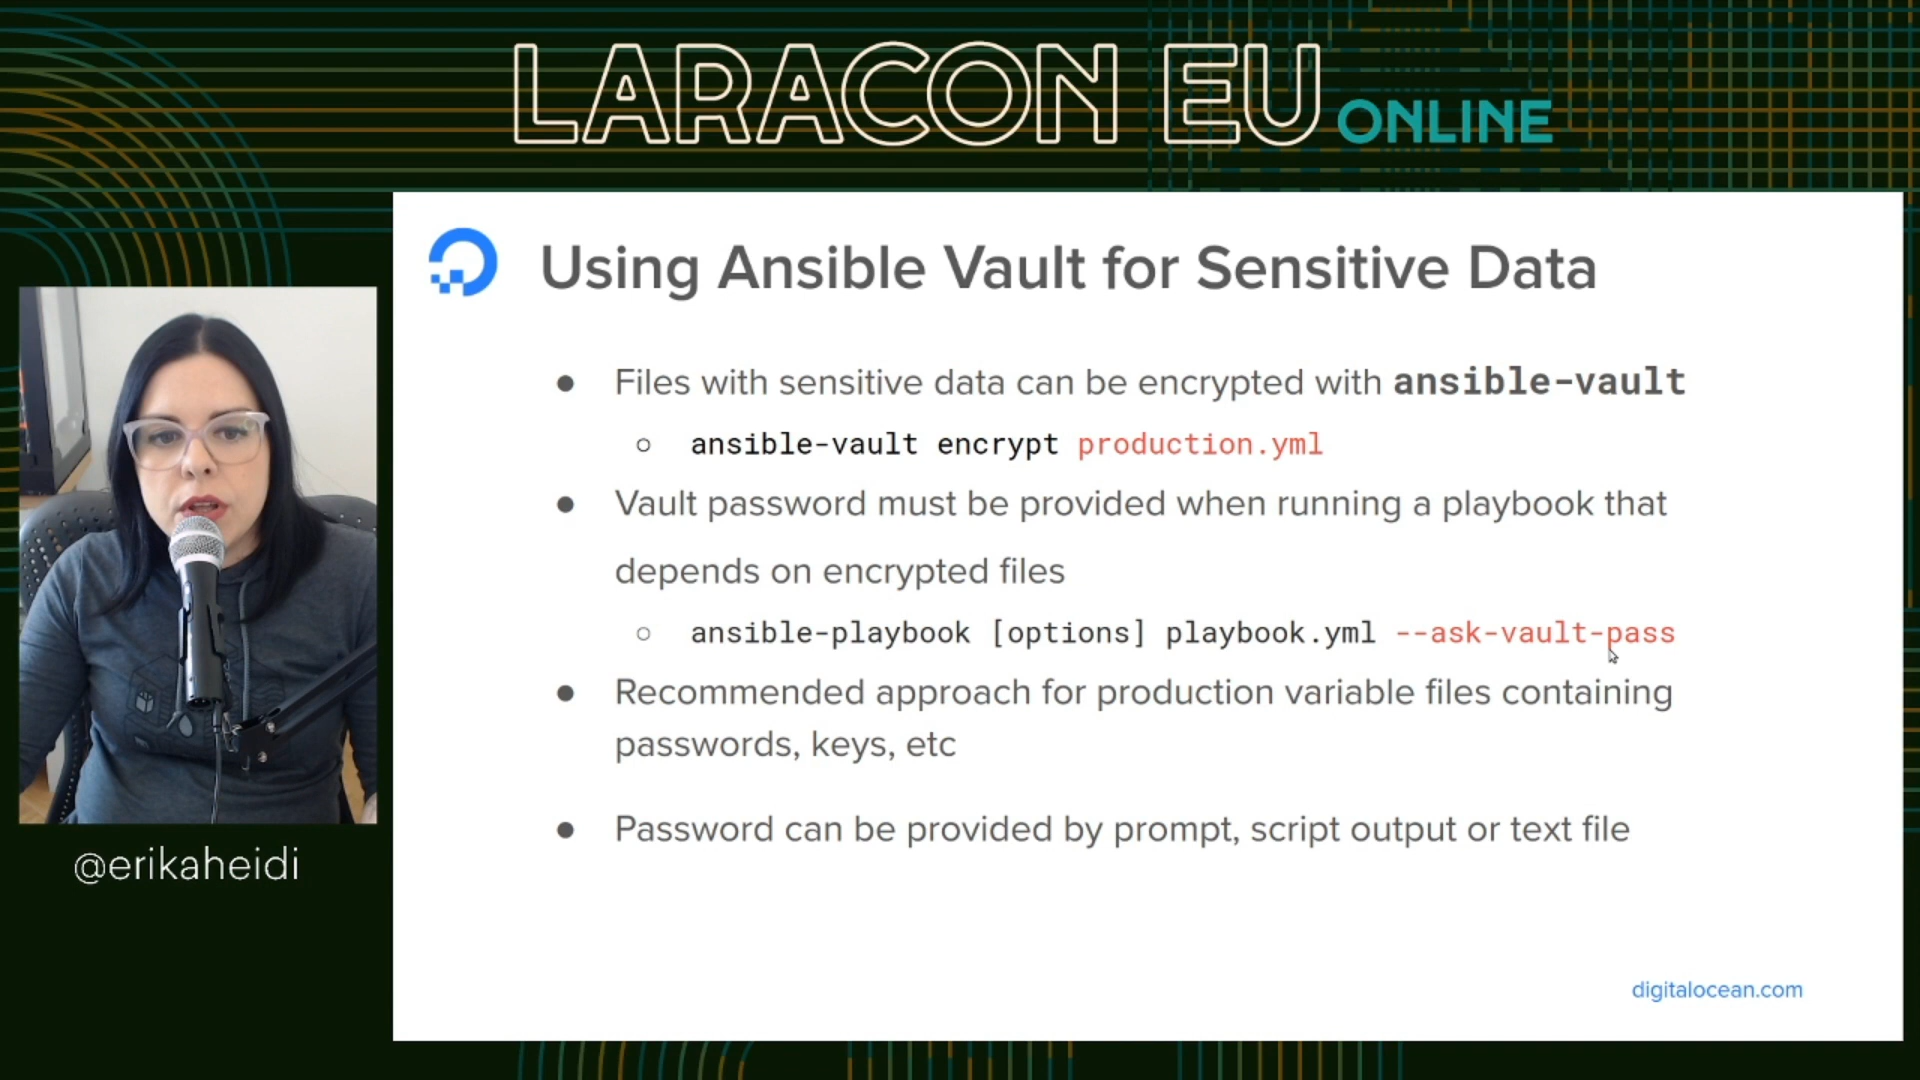 LARACON EU ONLINE
Using Ansible Vault for Sensitive Data
● Files with sensitive data can be encrypted with ansible-vault
○ ansible-vault encrypt production.yml
● Vault password must be provided when running a playbook that
depends on encrypted files
○ ansible-playbook [options] playbook.yml --ask-vault-pass
● Recommended approach for production variable files containing
passwords, keys, etc
● Password can be provided by prompt, script output or text file
@erikaheidi
digitalocean.com